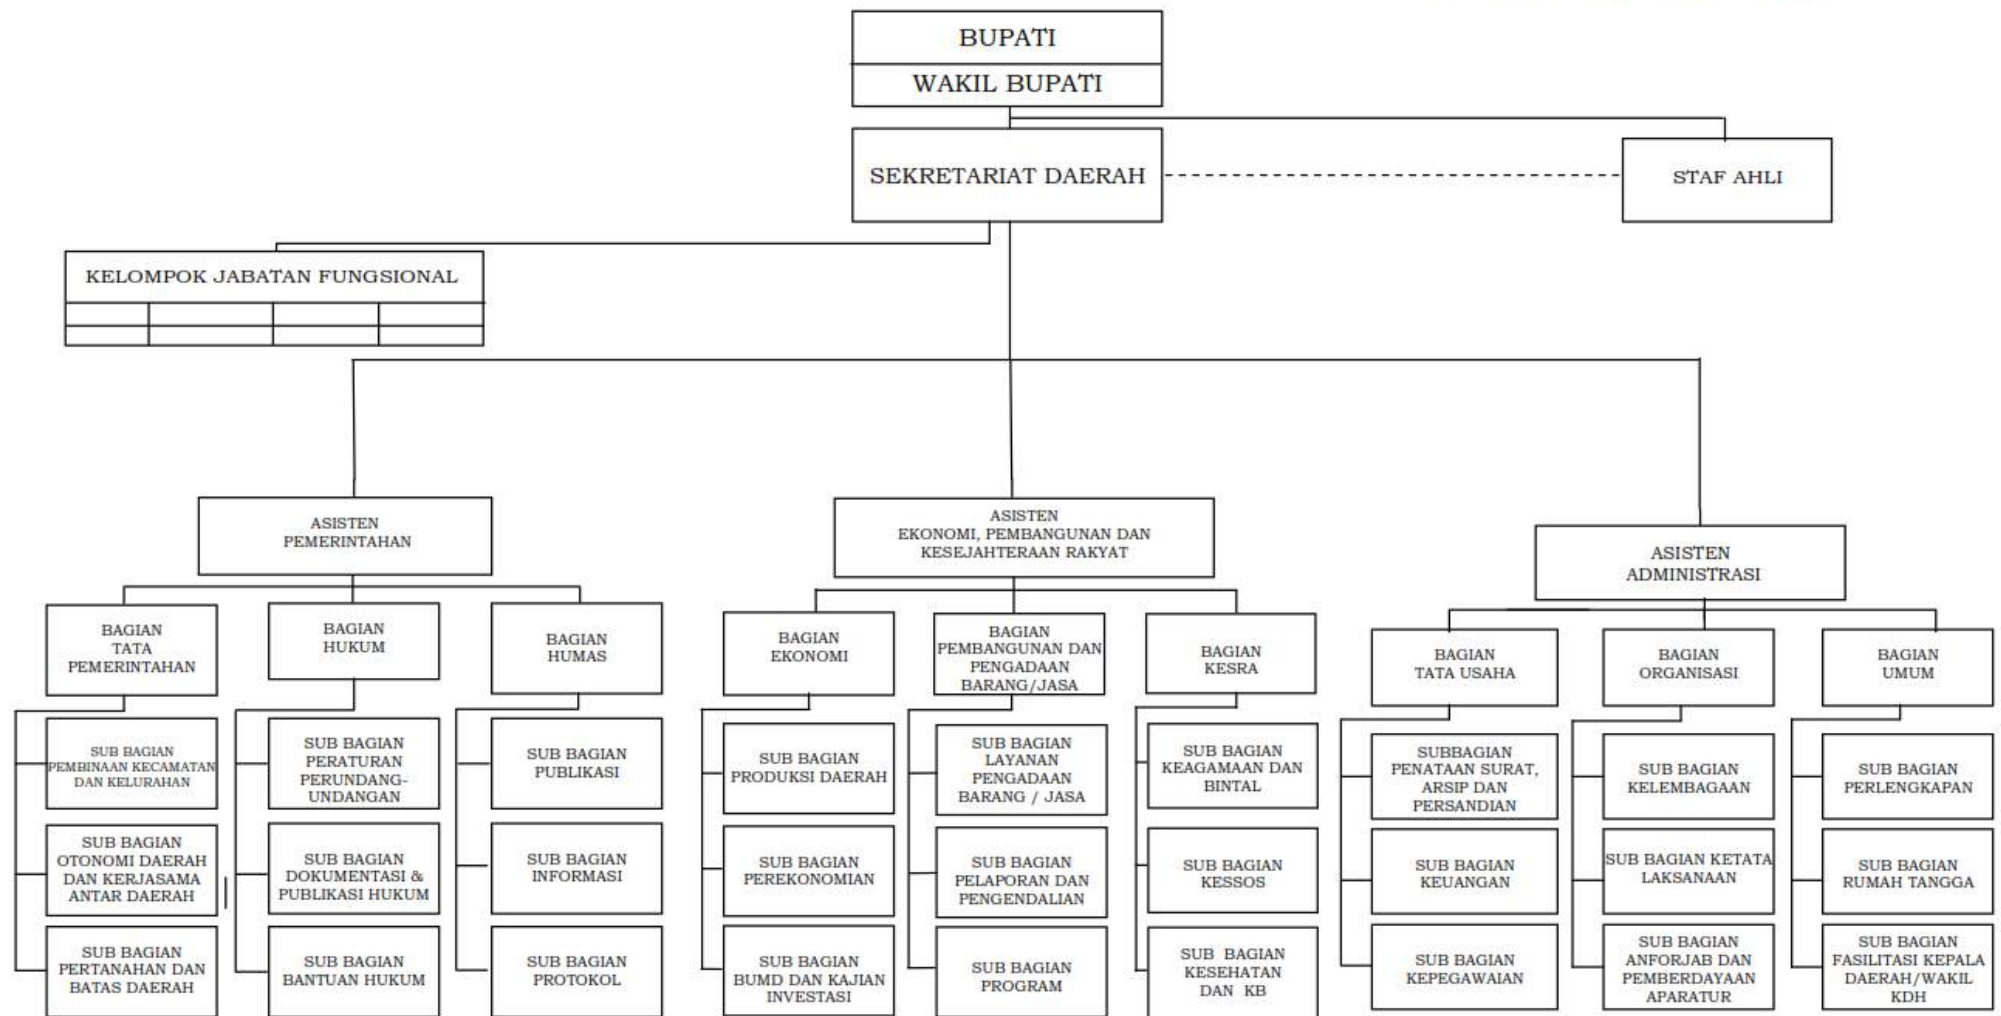 BUPATI
WAKIL BUPATI
SEKRETARIAT DAERAH
STAF AHLI
KELOMPOK JABATAN FUNGSIONAL
ASISTEN
PEMERINTAHAN
ASISTEN
EKONOMI, PEMBANGUNAN DAN
KESEJAHTERAAN RAKYAT
ASISTEN
ADMINISTRASI
BAGIAN
TATA
PEMERINTAHAN
BAGIAN
HUKUM
BAGIAN
HUMAS
BAGIAN
EKONOMI
BAGIAN
PEMBANGUNAN DAN
PENGADAAN
BARANG/JASA
BAGIAN
KESRA
BAGIAN
TATA USAHA
BAGIAN
ORGANISASI
BAGIAN
UMUM
SUB BAGIAN
PEMBINAAN KECAMATAN
DAN KELURAHAN
SUB BAGIAN
PERATURAN
PERUNDANG-
UNDANGAN
SUB BAGIAN
PUBLIKASI
SUB BAGIAN
PRODUKSI DAERAH
SUB BAGIAN
LAYANAN
PENGADAAN
BARANG / JASA
SUB BAGIAN
KEAGAMAAN DAN
BINTAL
SUBBAGIAN
PENATAAN SURAT,
ARSIP DAN
PERSANDIAN
SUB BAGIAN
KELEMBAGAAN
SUB BAGIAN
PERLENGKAPAN
SUB BAGIAN
OTONOMI DAERAH
DAN KERJASAMA
ANTAR DAERAH
SUB BAGIAN
DOKUMENTASI &
PUBLIKASI HUKUM
SUB BAGIAN
INFORMASI
SUB BAGIAN
PEREKONOMIAN
SUB BAGIAN
PELAPORAN DAN
PENGENDALIAN
SUB BAGIAN
KESSOS
SUB BAGIAN
KEUANGAN
SUB BAGIAN KETATA
LAKSANAAN
SUB BAGIAN
RUMAH TANGGA
SUB BAGIAN
PERTANAHAN DAN
BATAS DAERAH
SUB BAGIAN
BANTUAN HUKUM
SUB BAGIAN
PROTOKOL
SUB BAGIAN
BUMD DAN KAJIAN
INVESTASI
SUB BAGIAN
PROGRAM
SUB BAGIAN
KESEHATAN
DAN KB
SUB BAGIAN
KEPEGAWAIAN
SUB BAGIAN
ANFORJAB DAN
PEMBERDAYAAN
APARATUR
SUB BAGIAN
FASILITASI KEPALA
DAERAH/WAKIL
KDH